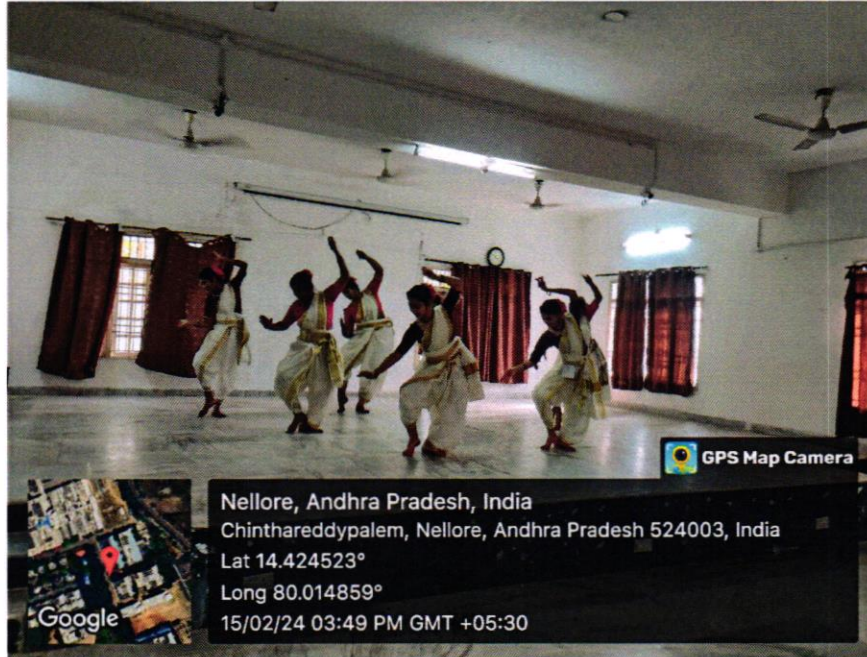 GPS Map Camera
Nellore, Andhra Pradesh, India
Chinthareddypalem, Nellore, Andhra Pradesh 524003, India
Lat 14.424523°
Long 80.014859°
15/02/24 03:49 PM GMT +05:30
Google